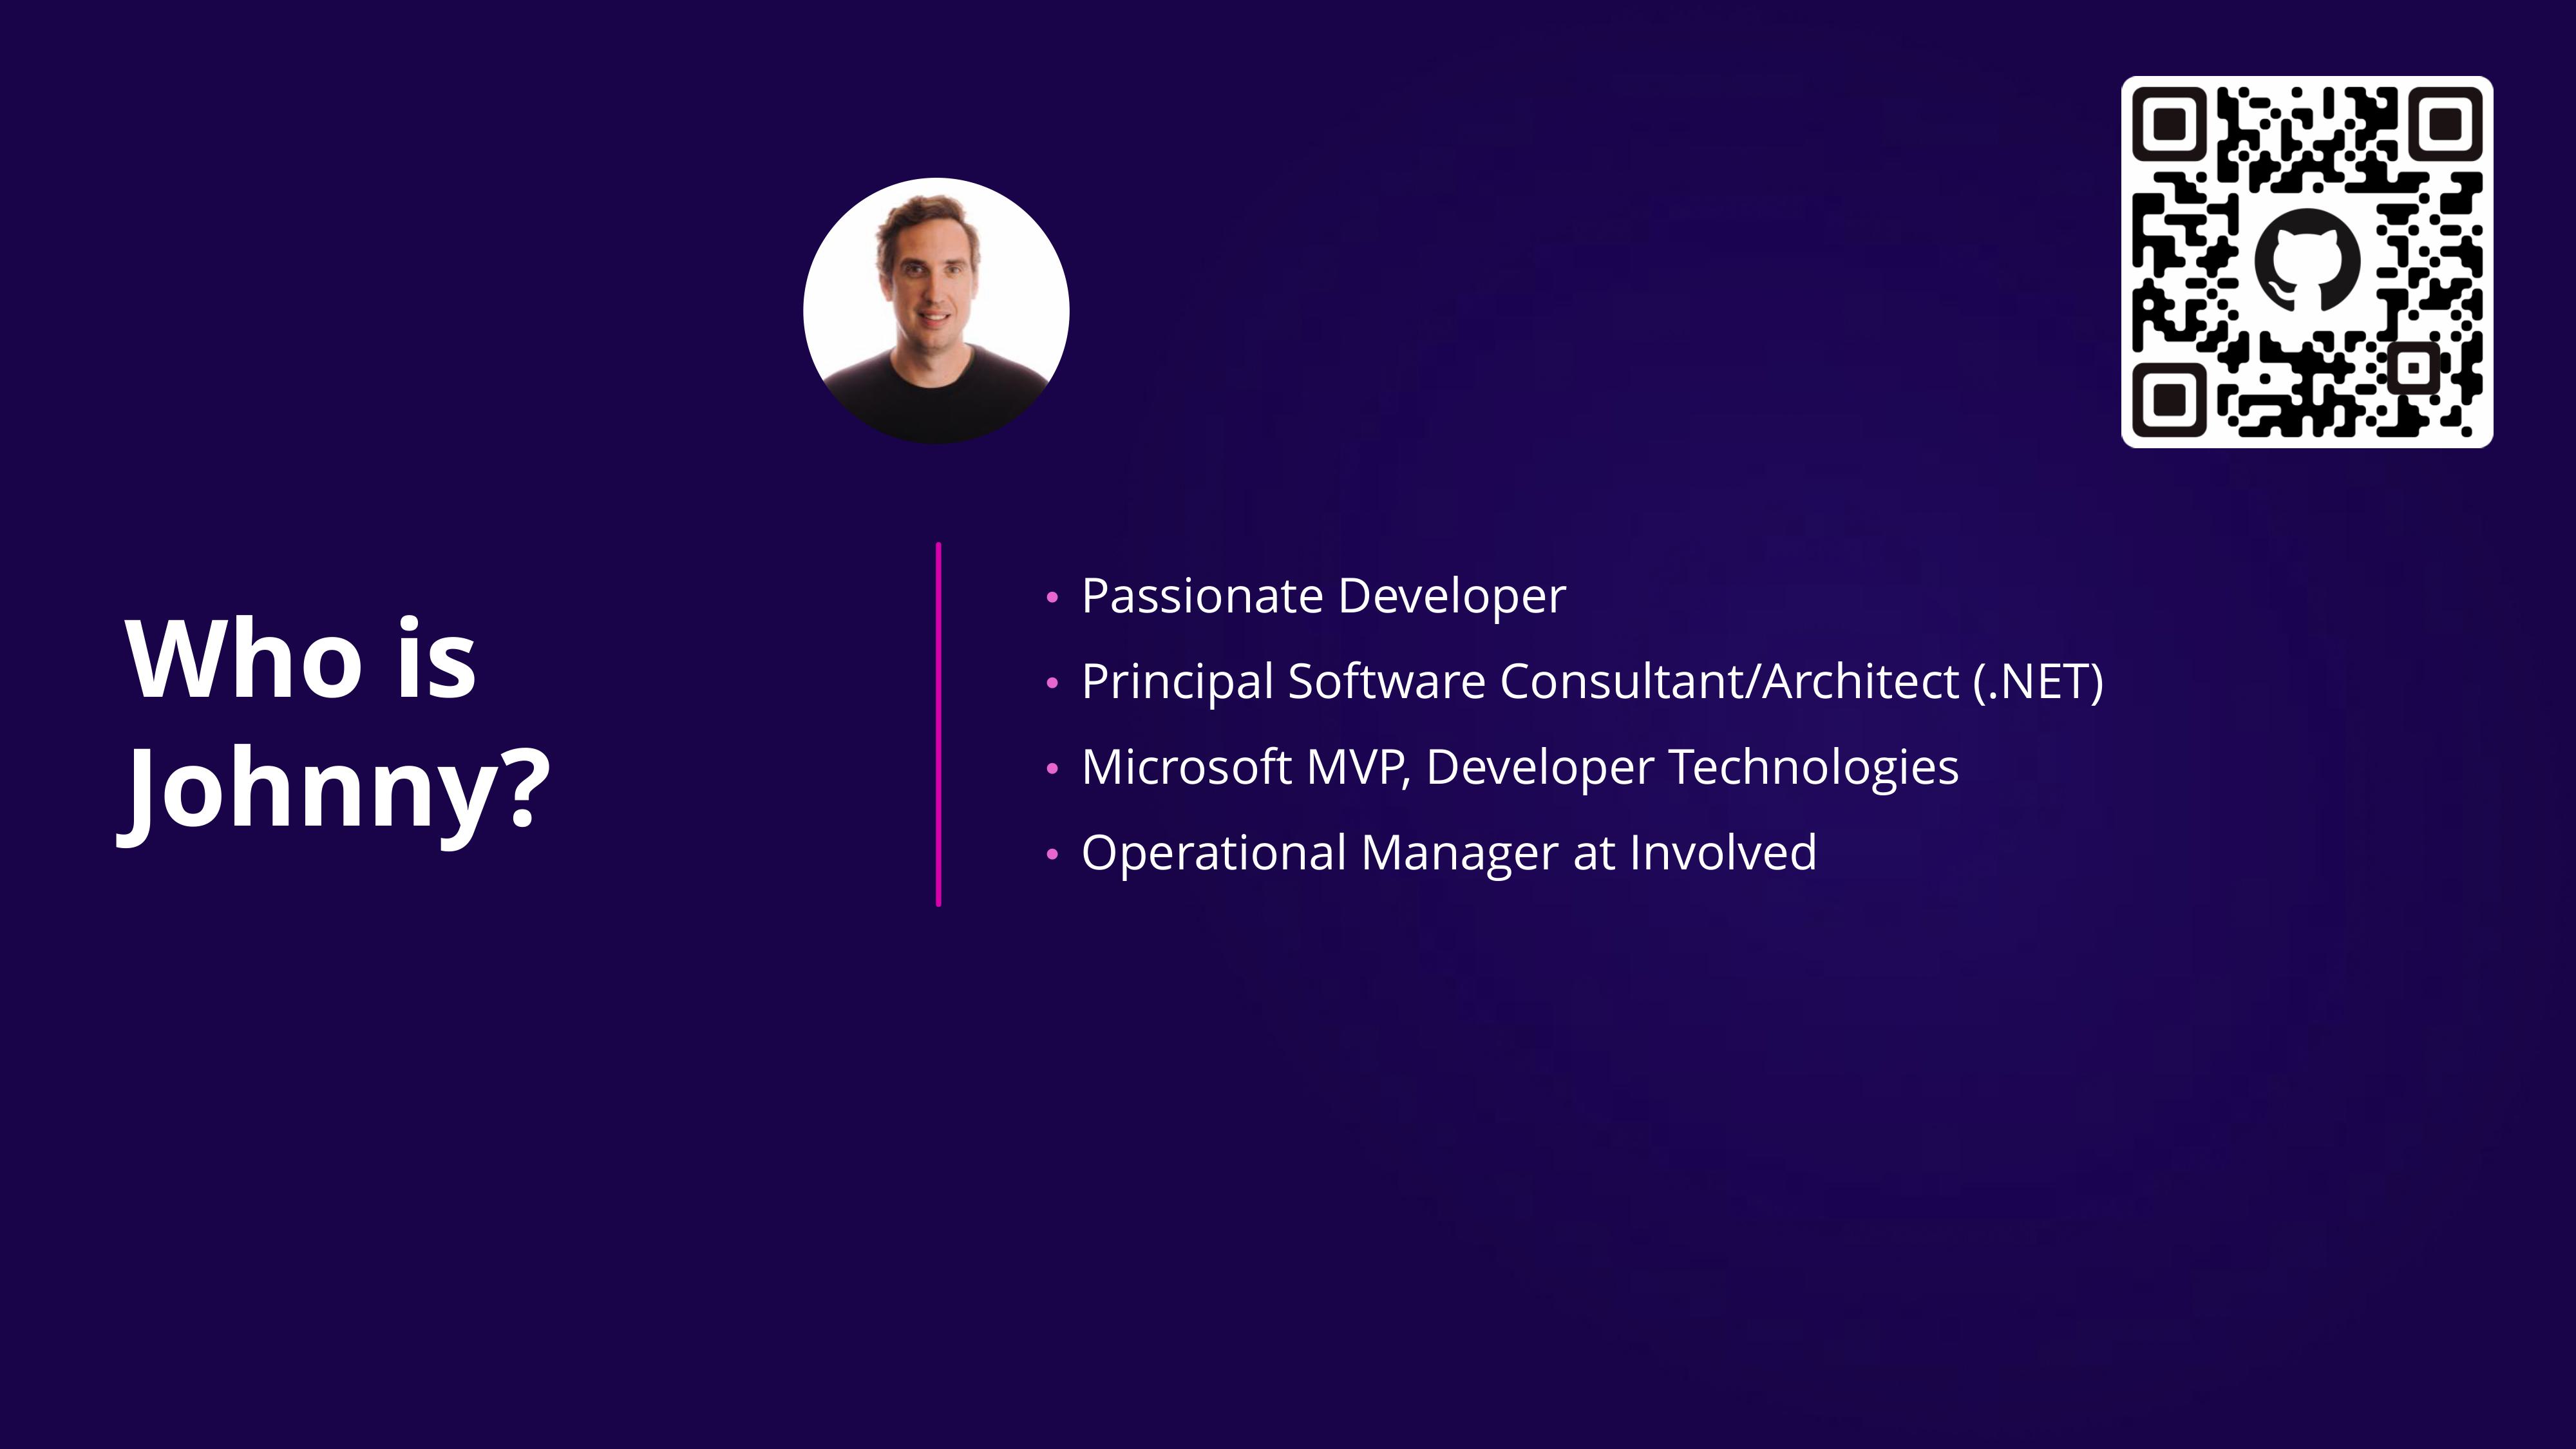 Who is
Johnny?
• Passionate Developer
• Principal Software Consultant/Architect (.NET)
• Microsoft MVP, Developer Technologies
• Operational Manager at Involved